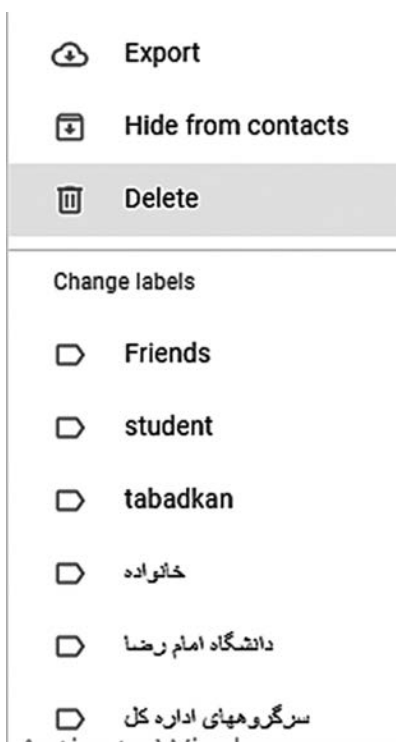 Export
Hide from contacts
Delete
Change labels
Friends
student
tabadkan
خانواده
دانشگاه امام رضا
سرگروههای اداره کل